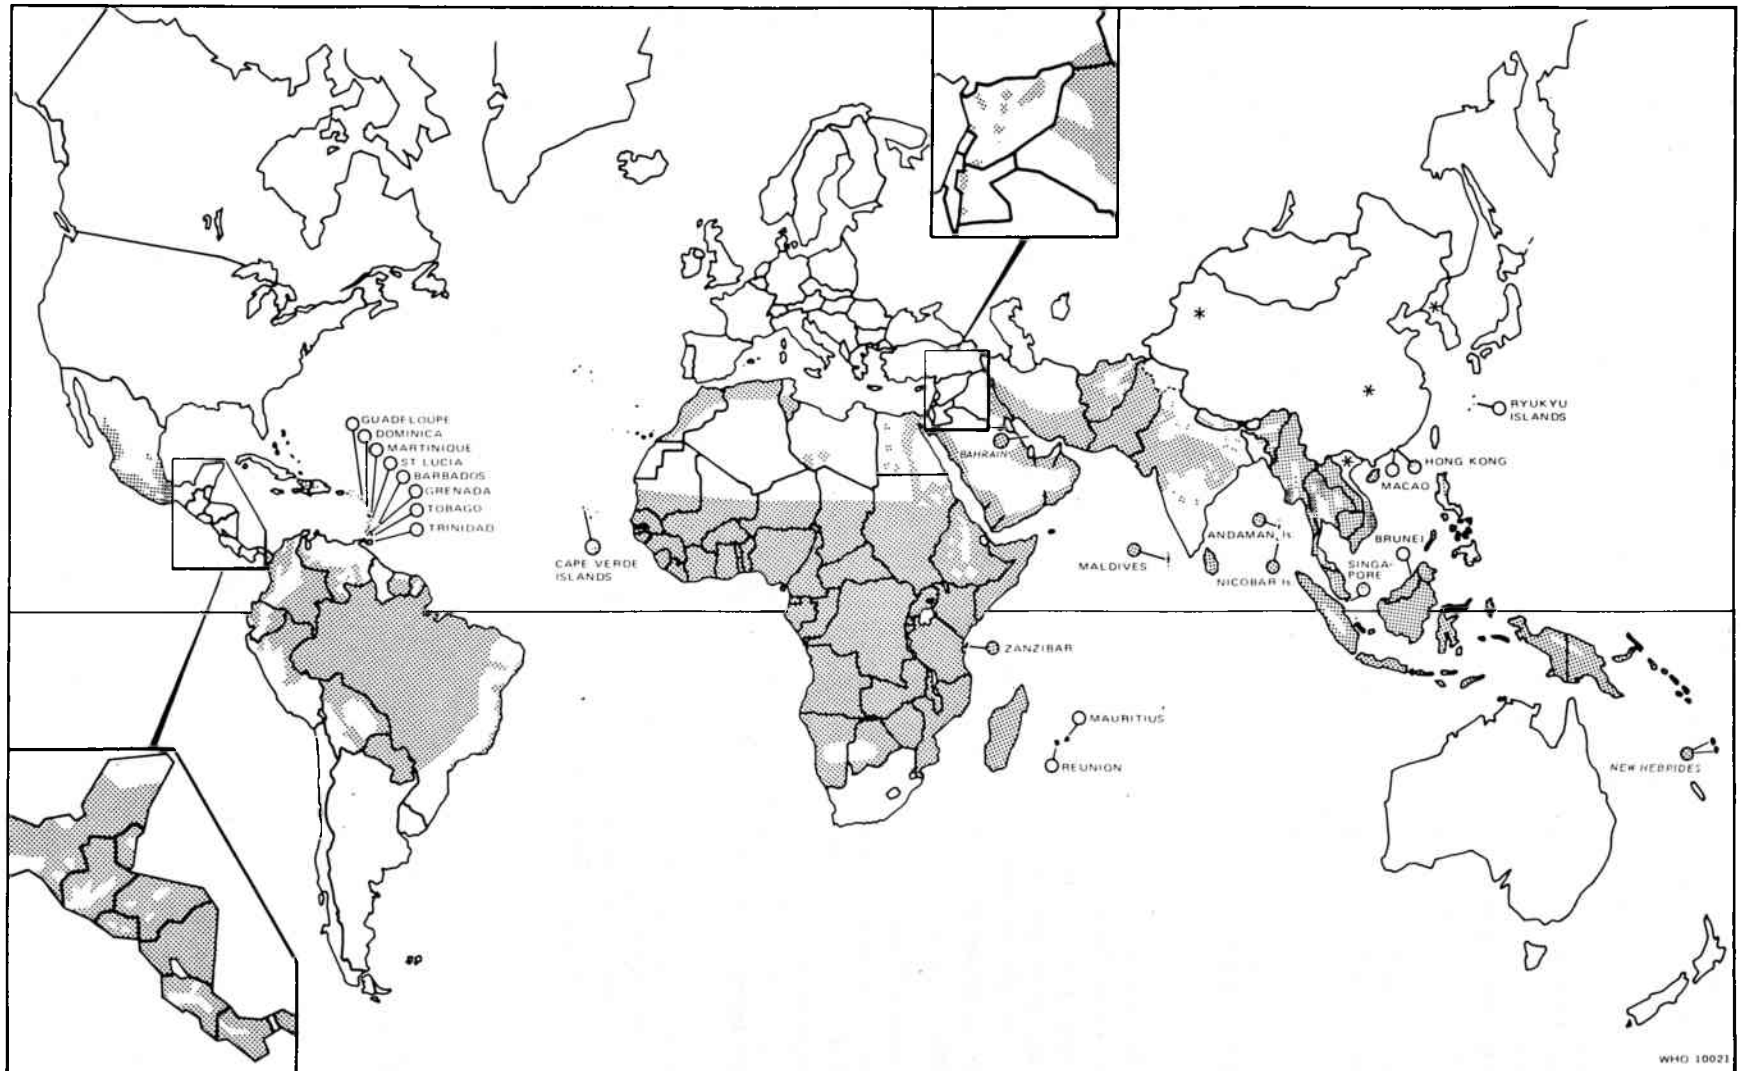 GUADELOUPE
DOMINICA
MARTINIQUE
ST LUCIA
BARBADOS
GRENADA
TOBAGO
TRINIDAD
CAPE VERDE
ISLANDS
BAHRAIN
ZANZIBAR
MAURITIUS
REUNION
MALDIVES
ANDAMAN Is
NICOBAR Is
SINGA-
PORE
BRUNEI
MACAO
HONG KONG
RYUKYU
ISLANDS
NEW HEBRIDES
WHO 10021